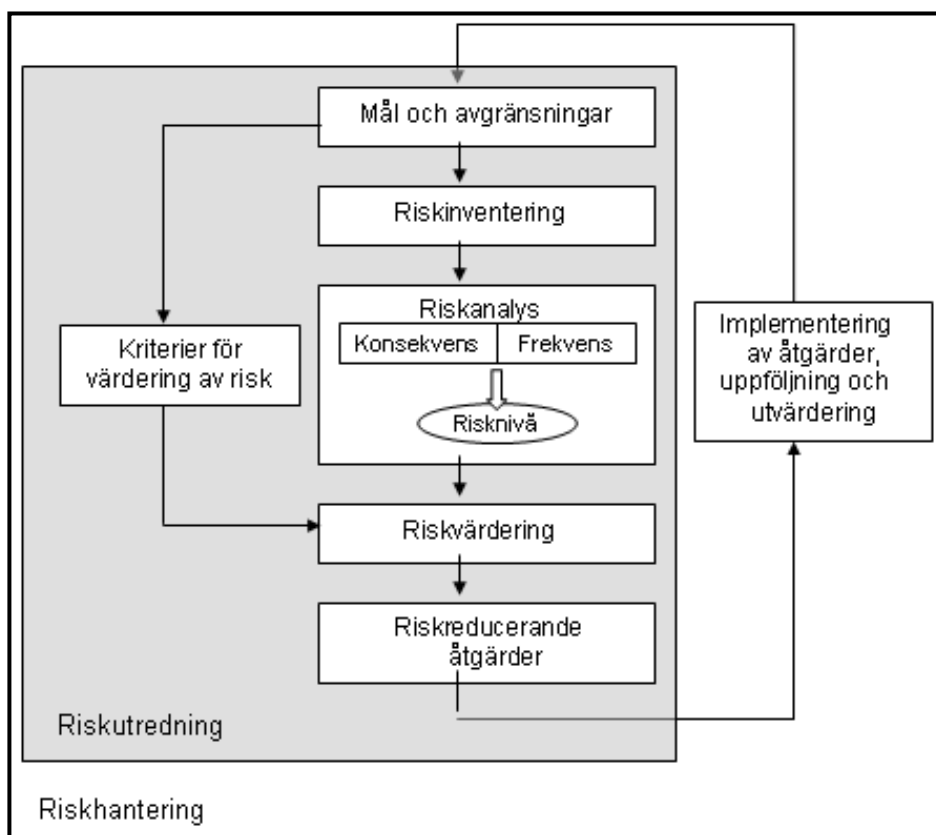 Mål och avgränsningar
Riskinventering
Riskanalys
Konsekvens Frekvens
Risknivå
Kriterier för
värdering av risk
Implementering
av åtgärder,
uppföljning och
utvärdering
Riskvärdering
Riskreducerande
åtgärder
Riskutredning
Riskhantering